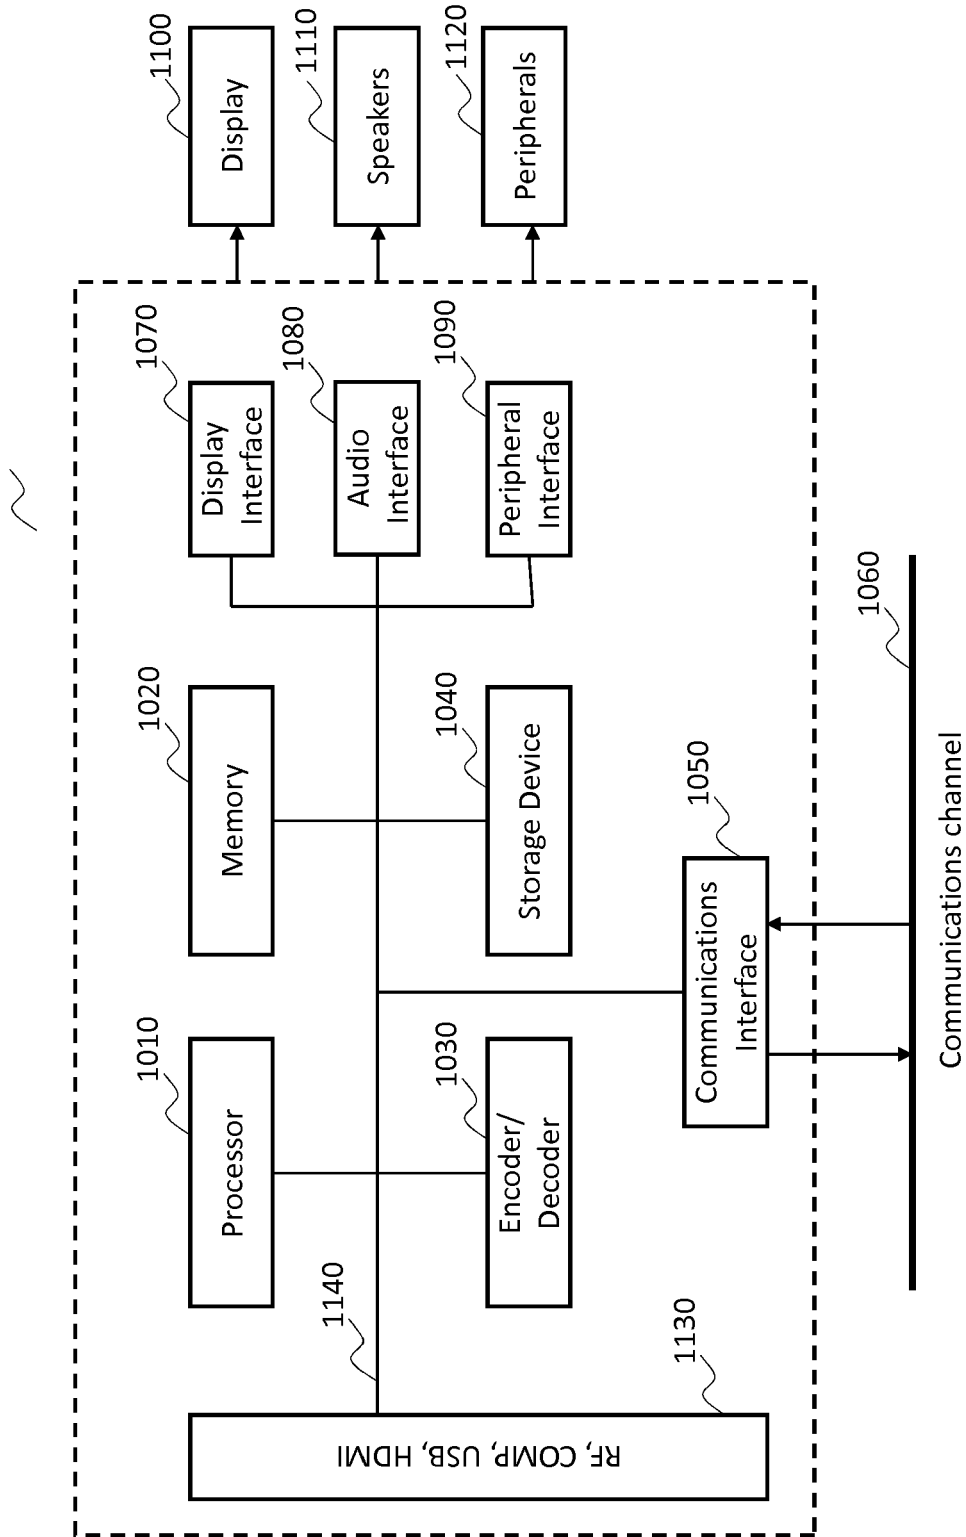 RF, COMP, USB, HDMI
1130
1140
Processor
1010
Encoder/
Decoder
1030
Memory
1020
Storage Device
1040
Communications
Interface
1050
Display
Interface
1070
Audio
Interface
1080
Peripheral
Interface
1090
Display
1100
Speakers
1110
Peripherals
1120
1060
Communications channel